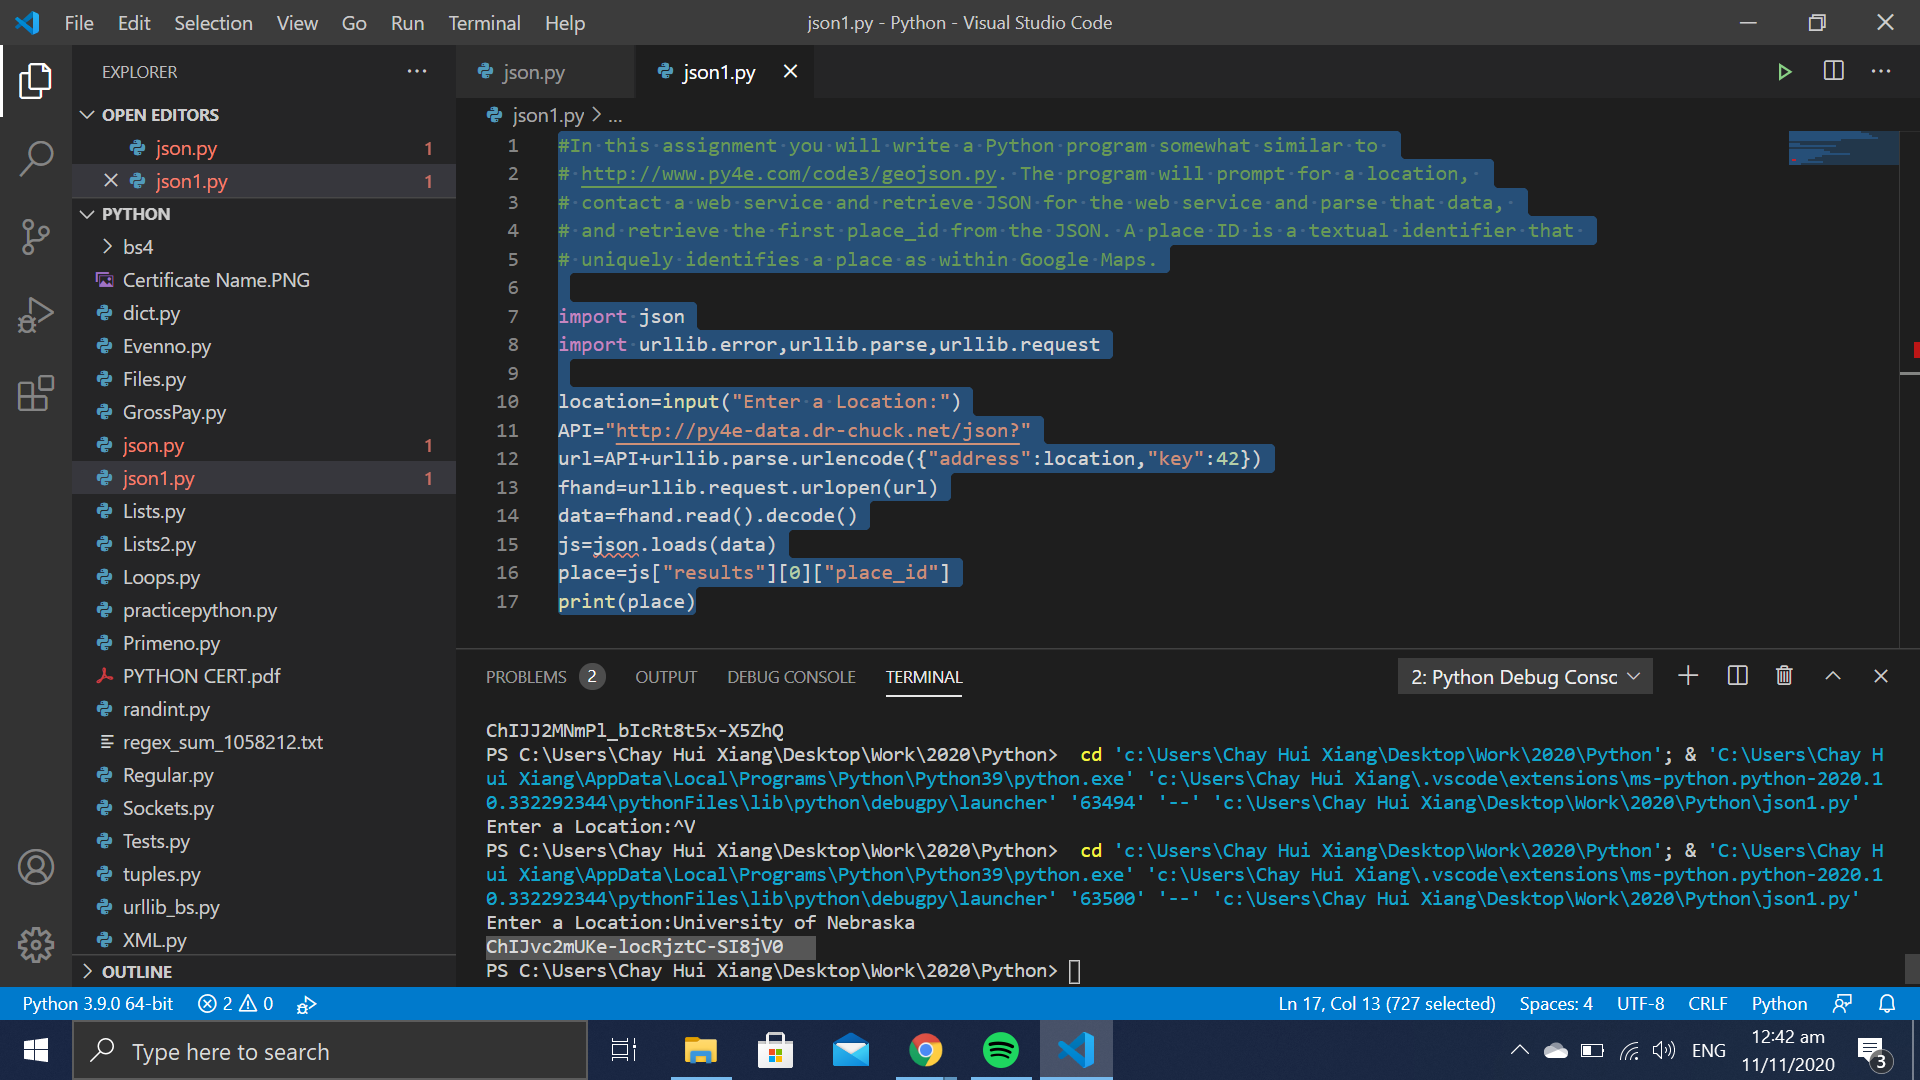 File Edit Selection View Go Run Terminal Help
json1.py - Python - Visual Studio Code
EXPLORER
OPEN EDITORS
json.py 1
json1.py 1
PYTHON
bs4
Certificate Name.PNG
dict.py
Evenno.py
Files.py
GrossPay.py
json.py 1
json1.py 1
Lists.py
Lists2.py
Loops.py
practicepython.py
Primeno.py
PYTHON CERT.pdf
randint.py
regex_sum_1058212.txt
Regular.py
Sockets.py
Tests.py
tuples.py
urllib_bs.py
XML.py
OUTLINE
json.py
json1.py
json1.py > ...
1 #In this assignment you will write a Python program somewhat similar to
2 # http://www.py4e.com/code3/geojson.py. The program will prompt for a location,
3 # contact a web service and retrieve JSON for the web service and parse that data,
4 # and retrieve the first place_id from the JSON. A place ID is a textual identifier that
5 # uniquely identifies a place as within Google Maps.
6
7 import json
8 import urllib.error,urllib.parse,urllib.request
9
10 location=input("Enter a Location:")
11 API="http://py4e-data.dr-chuck.net/json?"
12 url=API+urllib.parse.urlencode({"address":location,"key":42})
13 fhand=urllib.request.urlopen(url)
14 data=fhand.read().decode()
15 js=json.loads(data)
16 place=js["results"][0]["place_id"]
17 print(place)
PROBLEMS 2 OUTPUT DEBUG CONSOLE TERMINAL
2: Python Debug Consc
ChIJJ2MNmPl_bIcRt8t5x-X5ZhQ
PS C:\Users\Chay Hui Xiang\Desktop\Work\2020\Python>  cd 'c:\Users\Chay Hui Xiang\Desktop\Work\2020\Python'; & 'C:\Users\Chay H
ui Xiang\AppData\Local\Programs\Python\Python39\python.exe' 'c:\Users\Chay Hui Xiang\.vscode\extensions\ms-python.python-2020.1
0.332292344\pythonFiles\lib\python\debugpy\launcher' '63494' '--' 'c:\Users\Chay Hui Xiang\Desktop\Work\2020\Python\json1.py'
Enter a Location:^V
PS C:\Users\Chay Hui Xiang\Desktop\Work\2020\Python>  cd 'c:\Users\Chay Hui Xiang\Desktop\Work\2020\Python'; & 'C:\Users\Chay H
ui Xiang\AppData\Local\Programs\Python\Python39\python.exe' 'c:\Users\Chay Hui Xiang\.vscode\extensions\ms-python.python-2020.1
0.332292344\pythonFiles\lib\python\debugpy\launcher' '63500' '--' 'c:\Users\Chay Hui Xiang\Desktop\Work\2020\Python\json1.py'
Enter a Location:University of Nebraska
ChIJvc2mUKe-locRjztC-SI8jV0
PS C:\Users\Chay Hui Xiang\Desktop\Work\2020\Python>
Python 3.9.0 64-bit 2 0
Ln 17, Col 13 (727 selected) Spaces: 4 UTF-8 CRLF Python
Type here to search
ENG
12:42 am
11/11/2020
3